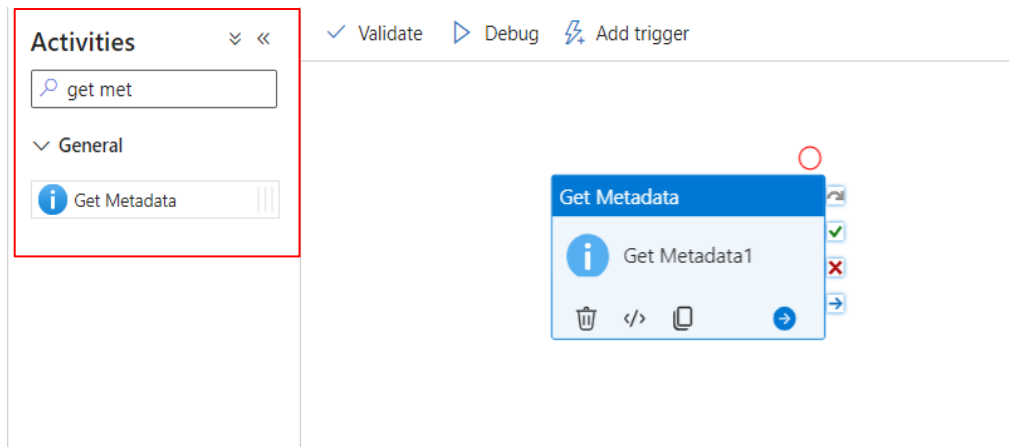 Activities
get met
General
Get Metadata
Validate
Debug
Add trigger
Get Metadata
Get Metadata1